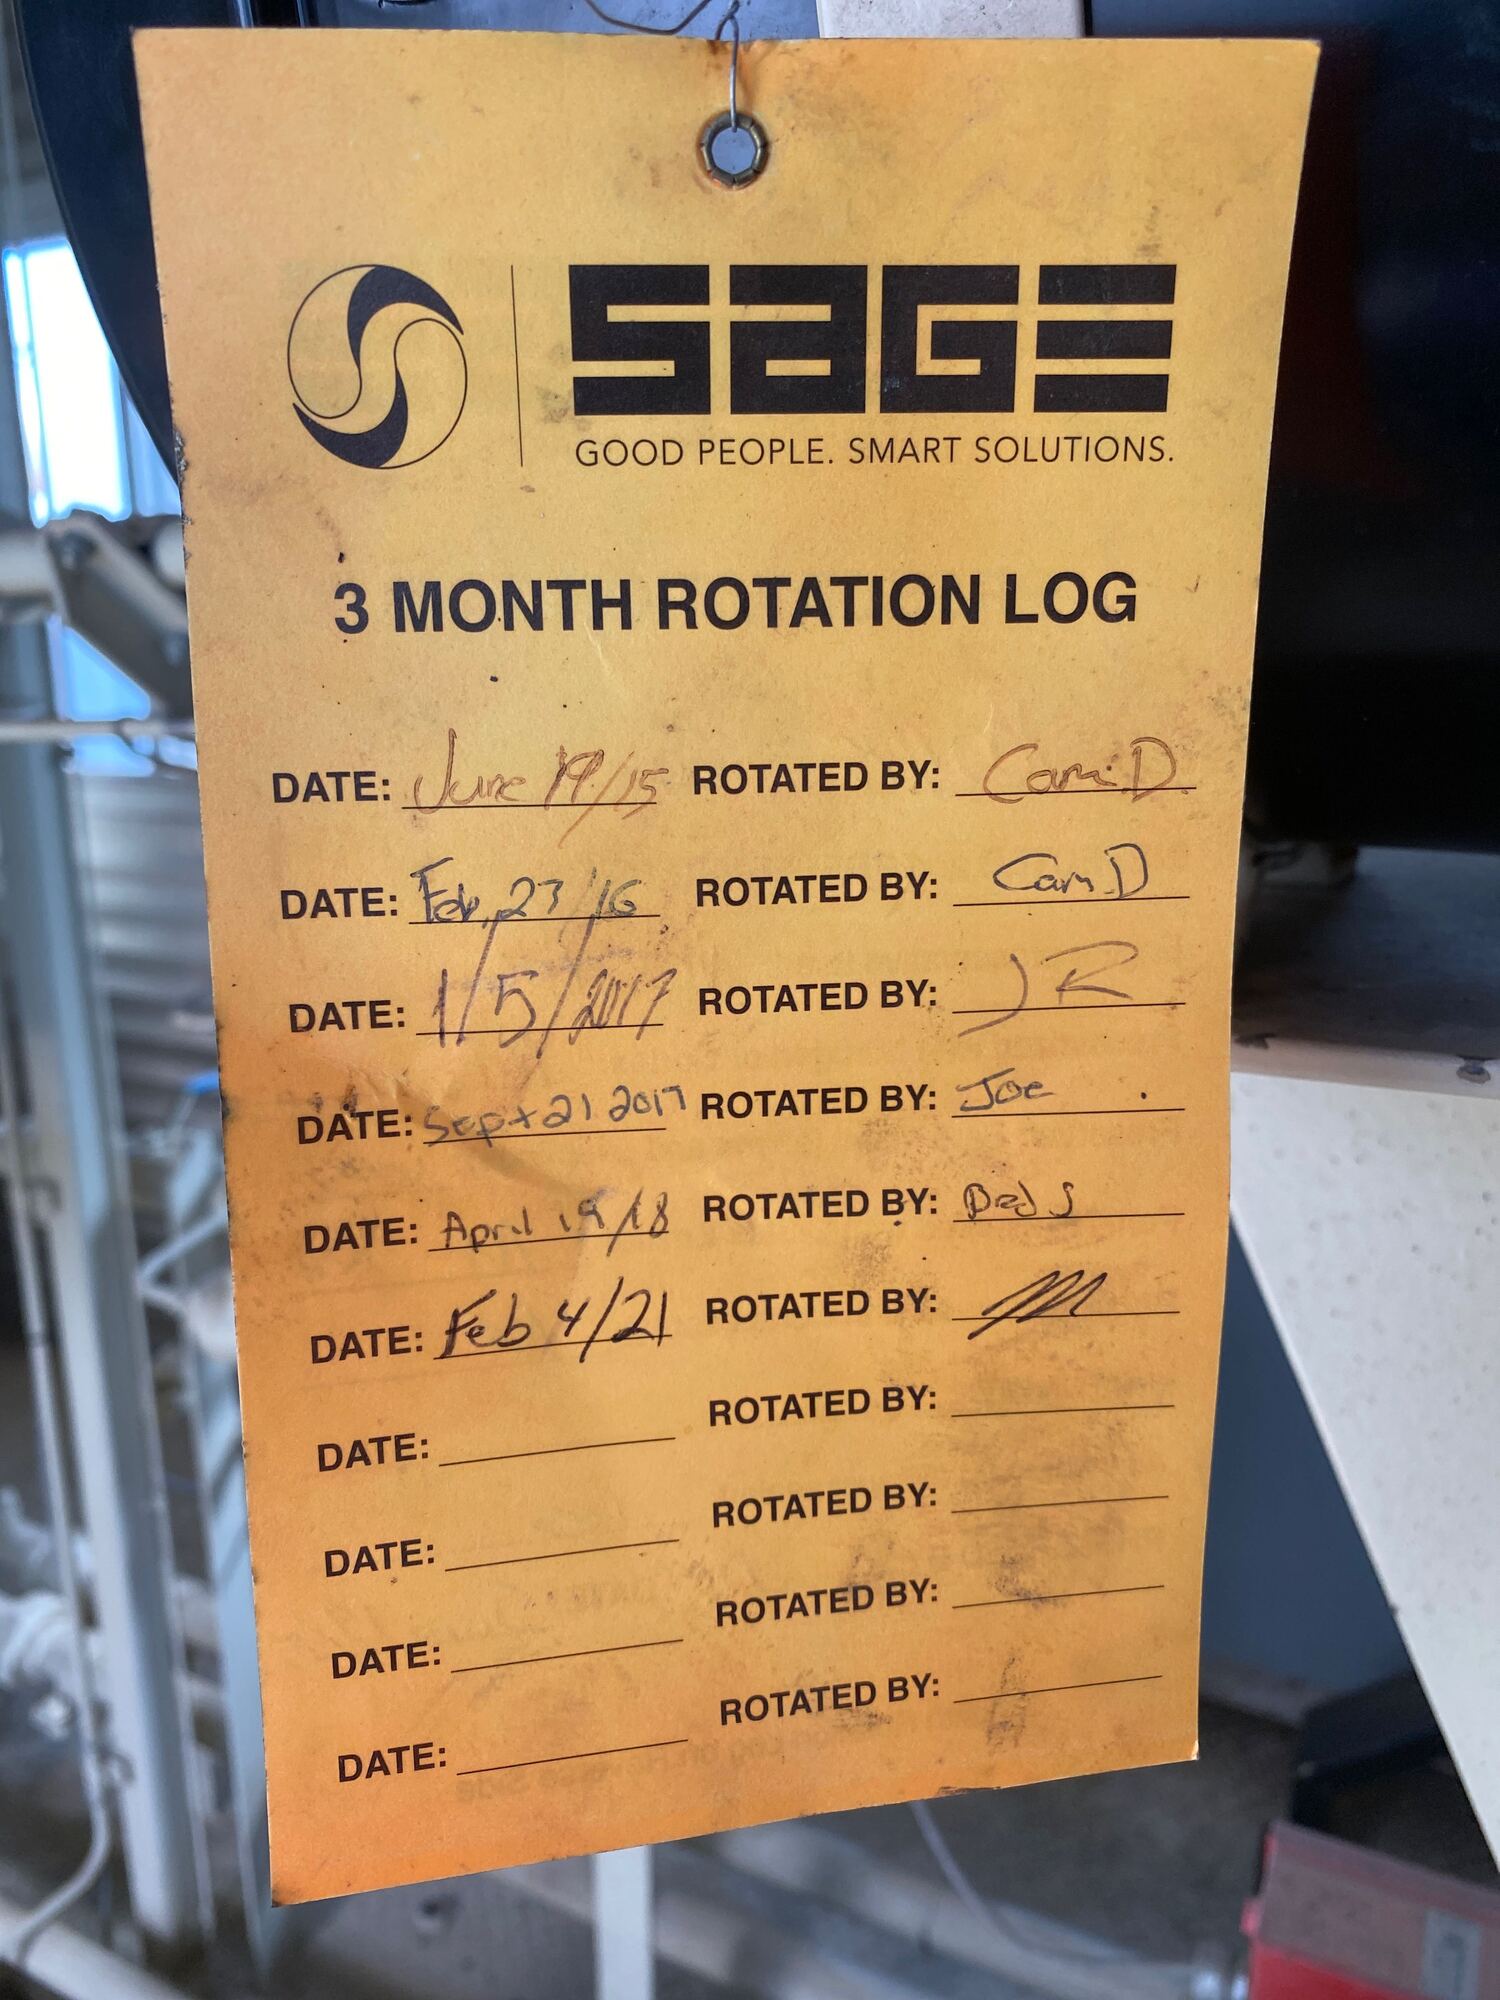 SAGE
GOOD PEOPLE. SMART SOLUTIONS.
3 MONTH ROTATION LOG
DATE: June 19/15 ROTATED BY: Cam D.
DATE: Feb, 23/16 ROTATED BY: Cam D
DATE: 1/5/2017 ROTATED BY: JR
DATE: Sept 21 2017 ROTATED BY: Joe
DATE: April 19/18 ROTATED BY:
DATE: Feb 4/21 ROTATED BY:
DATE: ROTATED BY:
DATE: ROTATED BY:
DATE: ROTATED BY:
DATE: ROTATED BY: